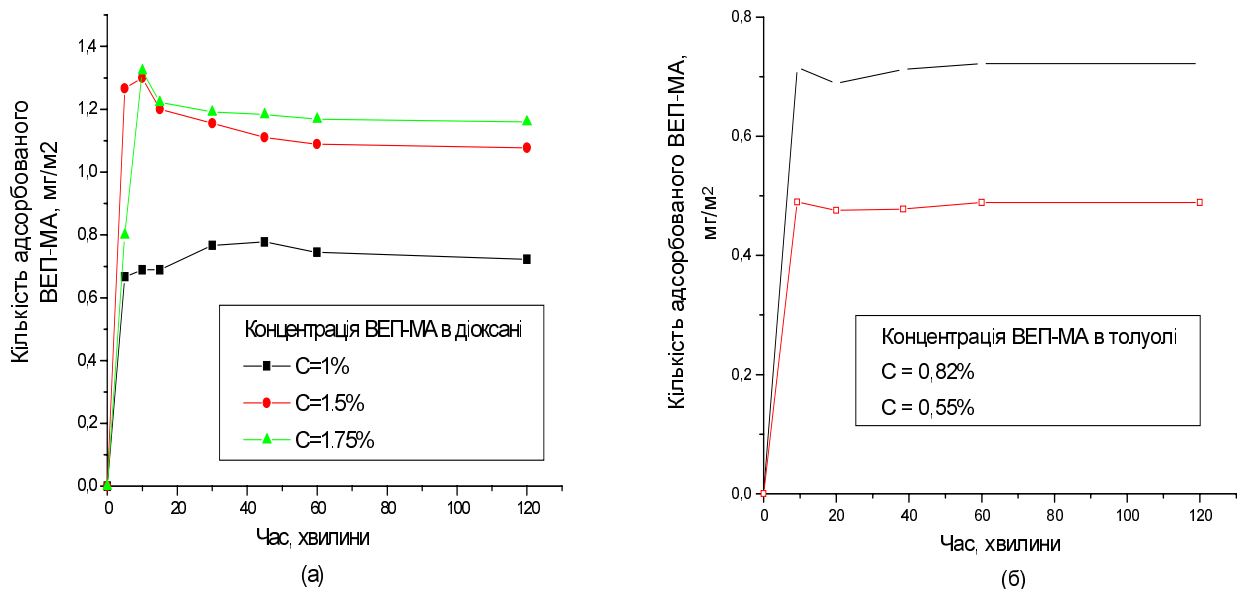 Кількість адсорбованого
ВЕП-МА, мг/м2
1,4
1,2
1,0
0,8
0,6
0,4
0,2
0,0
0 20 40 60 80 100 120
Час, хвилини
Концентрація ВЕП-МА в діоксані
C=1%
C=1.5%
C=1.75%
(а)
Кількість адсорбованого ВЕП-МА,
мг/м²
0,8
0,6
0,4
0,2
0,0
0 20 40 60 80 100 120
Час, хвилини
Концентрація ВЕП-МА в толуолі
C = 0,82%
C = 0,55%
(б)